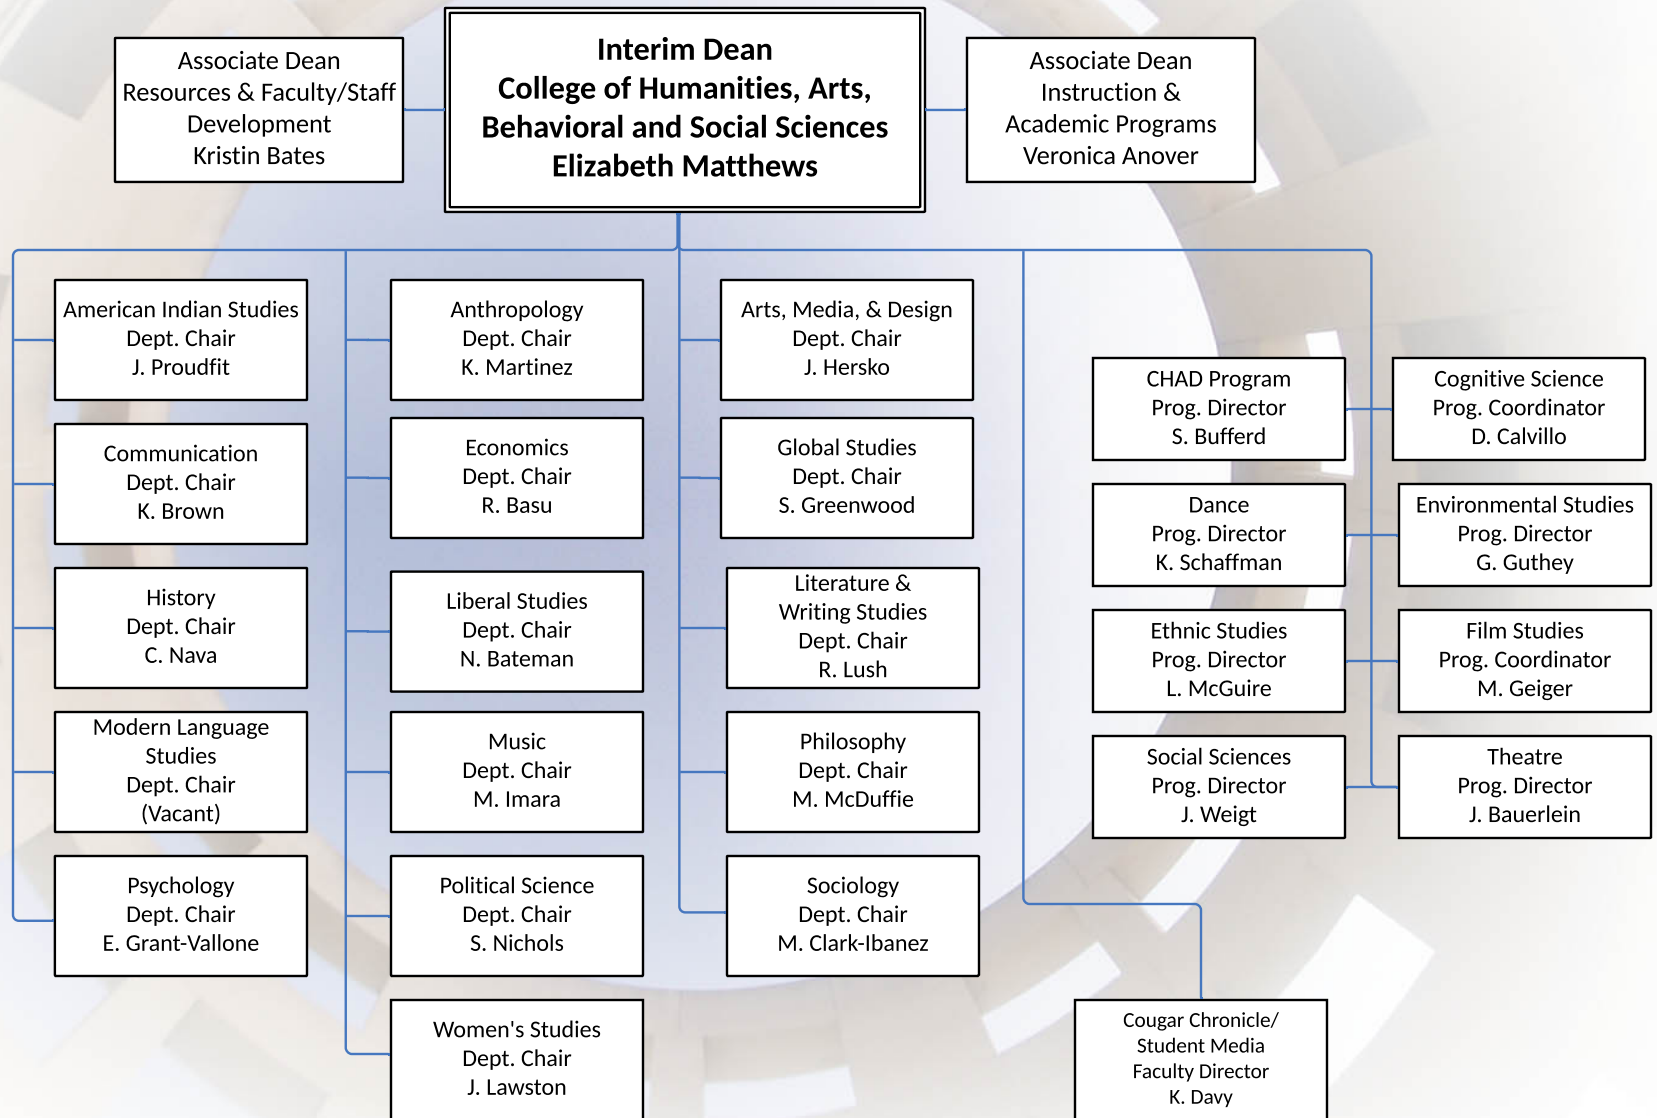 Associate Dean
Resources & Faculty/Staff
Development
Kristin Bates
Interim Dean
College of Humanities, Arts,
Behavioral and Social Sciences
Elizabeth Matthews
Associate Dean
Instruction &
Academic Programs
Veronica Anover
American Indian Studies
Dept. Chair
J. Proudfit
Communication
Dept. Chair
K. Brown
History
Dept. Chair
C. Nava
Modern Language
Studies
Dept. Chair
(Vacant)
Psychology
Dept. Chair
E. Grant-Vallone
Anthropology
Dept. Chair
K. Martinez
Economics
Dept. Chair
R. Basu
Liberal Studies
Dept. Chair
N. Bateman
Music
Dept. Chair
M. Imara
Political Science
Dept. Chair
S. Nichols
Women's Studies
Dept. Chair
J. Lawston
Arts, Media, & Design
Dept. Chair
J. Hersko
Global Studies
Dept. Chair
S. Greenwood
Literature &
Writing Studies
Dept. Chair
R. Lush
Philosophy
Dept. Chair
M. McDuffie
Sociology
Dept. Chair
M. Clark-Ibanez
CHAD Program
Prog. Director
S. Bufferd
Dance
Prog. Director
K. Schaffman
Ethnic Studies
Prog. Director
L. McGuire
Social Sciences
Prog. Director
J. Weigt
Cognitive Science
Prog. Coordinator
D. Calvillo
Environmental Studies
Prog. Director
G. Guthey
Film Studies
Prog. Coordinator
M. Geiger
Theatre
Prog. Director
J. Bauerlein
Cougar Chronicle/
Student Media
Faculty Director
K. Davy